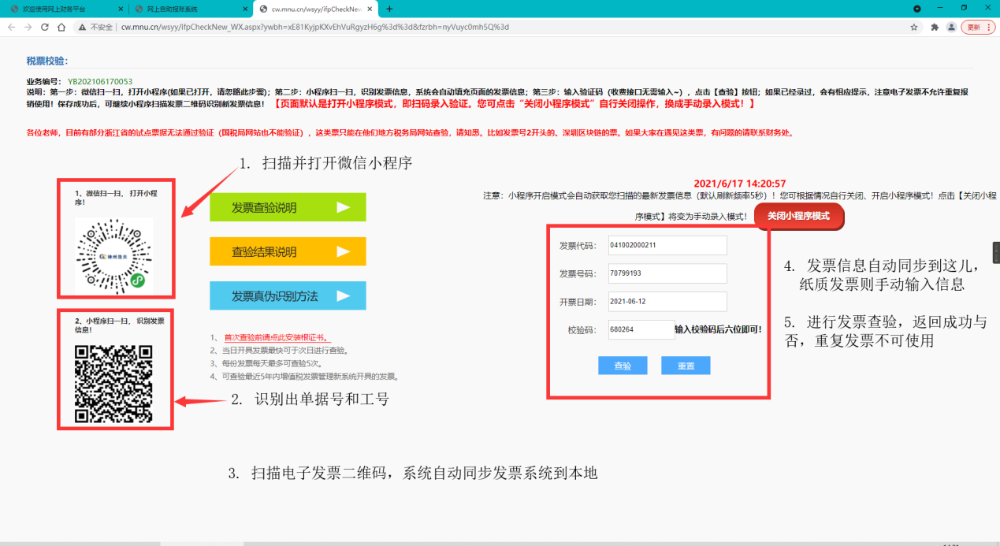 欢迎使用网上财务平台
网上自助报账系统
cw.mnu.cn/wsyy/ifpCheckNew
不安全 | cw.mnu.cn/wsyy/ifpCheckNew_WX.aspx?ywbh=xE81KyjpKXvEhVuRgyzH6g%3d%3d&fzrbh=nyVuyc0mh5Q%3d
更新
税票校验：
业务编号： YB202106170053
说明：第一步：微信扫一扫，打开小程序(如果已打开，请忽略此步骤)；第二步：小程序扫一扫，识别发票信息，系统会自动填充页面的发票信息；第三步：输入验证码（收费接口无需输入~），点击【查验】按钮；如果已经录过，会有相应提示，注意电子发票不允许重复报
销使用！保存成功后，可继续小程序扫描发票二维码识别新发票信息！ 【页面默认是打开小程序模式，即扫码录入验证。您可点击“关闭小程序模式”自行关闭操作，换成手动录入模式！】
各位老师，目前有部分浙江省的试点票据无法通过验证（国税局网站也不能验证），这类票只能在他们地方税务局网站查验，请知悉。比如发票号2开头的、深圳区块链的票。如果大家在遇见这类票，有问题的请联系财务处。
1. 扫描并打开微信小程序
1、微信扫一扫，打开小程
序！
神州浩天
2、小程序扫一扫，识别发票
信息！
发票查验说明
查验结果说明
发票真伪识别方法
1、 首次查验前请点此安装根证书。
2、当日开具发票最快可于次日进行查验。
3、每份发票每天最多可查验5次。
4、可查验最近5年内增值税发票管理新系统开具的发票。
2. 识别出单据号和工号
3. 扫描电子发票二维码，系统自动同步发票系统到本地
2021/6/17 14:20:57
注意：小程序开启模式会自动获取您扫描的最新发票信息（默认刷新频率5秒）！您可根据情况自行关闭、开启小程序模式！点击【关闭小程
序模式】将变为手动录入模式！ 关闭小程序模式
发票代码： 041002000211
发票号码： 70799193
开票日期： 2021-06-12
校验码： 680264 输入校验码后六位即可!
查验 重置
4. 发票信息自动同步到这儿，
纸质发票则手动输入信息
5. 进行发票查验，返回成功与
否，重复发票不可使用